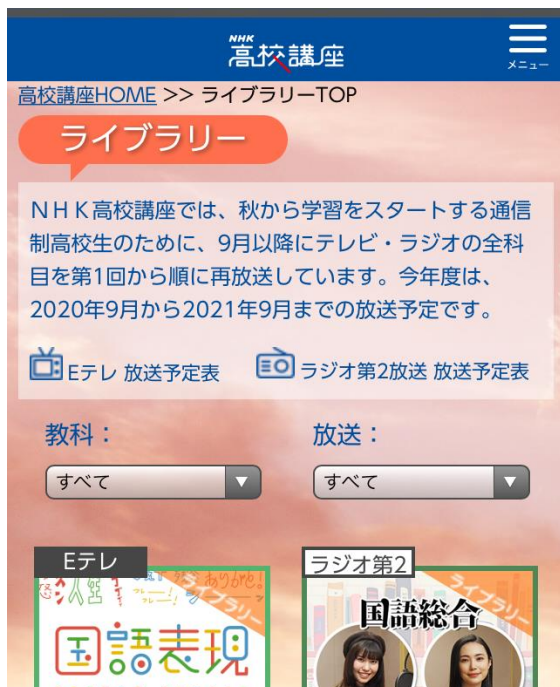 NHK
高校講座
メニュー
高校講座HOME >> ライブラリーTOP
ライブラリー
ＮＨＫ高校講座では、秋から学習をスタートする通信
制高校生のために、9月以降にテレビ・ラジオの全科
目を第1回から順に再放送しています。今年度は、
2020年9月から2021年9月までの放送予定です。
Eテレ 放送予定表
ラジオ第2放送 放送予定表
教科：
放送：
すべて
すべて
Eテレ
ライブラリー
国語表現
ラジオ第2
ライブラリー
国語総合